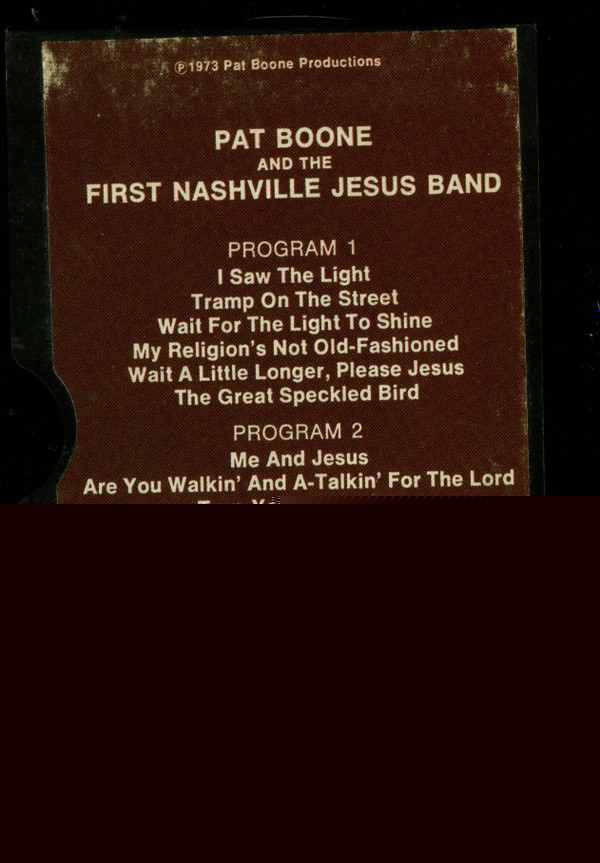 ℗1973 Pat Boone Productions
PAT BOONE
AND THE
FIRST NASHVILLE JESUS BAND
PROGRAM 1
I Saw The Light
Tramp On The Street
Wait For The Light To Shine
My Religion's Not Old-Fashioned
Wait A Little Longer, Please Jesus
The Great Speckled Bird
PROGRAM 2
Me And Jesus
Are You Walkin' And A-Talkin' For The Lord